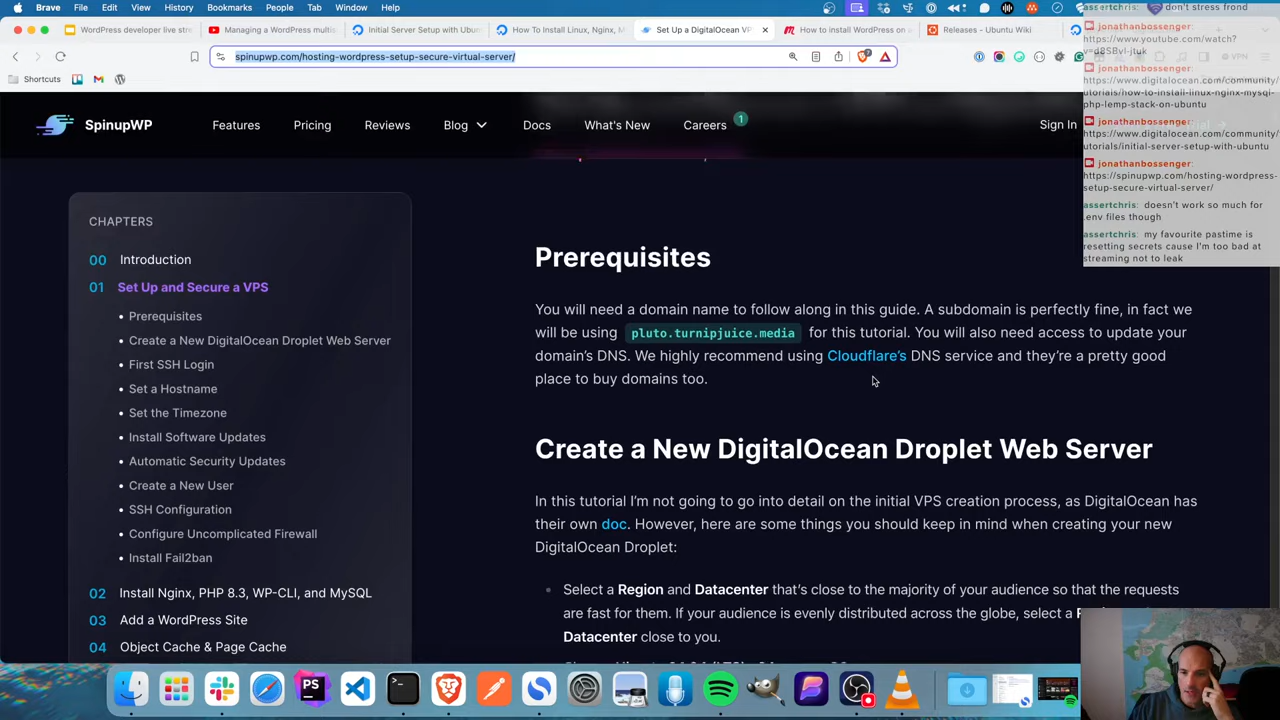 Brave File Edit View History Bookmarks People Tab Window Help
WordPress developer live stre
Managing a WordPress multis
Initial Server Setup with Ubun
How To Install Linux, Nginx, M
Set Up a DigitalOcean VP
How to install WordPress on
Releases - Ubuntu Wiki
spinupwp.com/hosting-wordpress-setup-secure-virtual-server/
VPN
Shortcuts
SpinupWP
Features Pricing Reviews Blog Docs What's New Careers 1 Sign In
assertchris: don't stress frond
jonathanbossenger:
https://www.youtube.com/watch?
v=d8SBvl-jtuk
jonathanbossenger:
https://www.digitalocean.com/community/
utorials/how-to-install-linux-nginx-mysql-
php-lemp-stack-on-ubuntu
jonathanbossenger:
https://www.digitalocean.com/community/
utorials/initial-server-setup-with-ubuntu
jonathanbossenger:
https://spinupwp.com/hosting-wordpress-
setup-secure-virtual-server/
assertchris: doesn't work so much for
.env files though
assertchris: my favourite pastime is
resetting secrets cause I'm too bad at
streaming not to leak
CHAPTERS
00 Introduction
01 Set Up and Secure a VPS
• Prerequisites
• Create a New DigitalOcean Droplet Web Server
• First SSH Login
• Set a Hostname
• Set the Timezone
• Install Software Updates
• Automatic Security Updates
• Create a New User
• SSH Configuration
• Configure Uncomplicated Firewall
• Install Fail2ban
02 Install Nginx, PHP 8.3, WP-CLI, and MySQL
03 Add a WordPress Site
04 Object Cache & Page Cache
Prerequisites
You will need a domain name to follow along in this guide. A subdomain is perfectly fine, in fact we
will be using pluto.turnipjuice.media for this tutorial. You will also need access to update your
domain's DNS. We highly recommend using Cloudflare's DNS service and they're a pretty good
place to buy domains too.
Create a New DigitalOcean Droplet Web Server
In this tutorial I'm not going to go into detail on the initial VPS creation process, as DigitalOcean has
their own doc. However, here are some things you should keep in mind when creating your new
DigitalOcean Droplet:
Select a Region and Datacenter that's close to the majority of your audience so that the requests
are fast for them. If your audience is evenly distributed across the globe, select a
Datacenter close to you.
PS